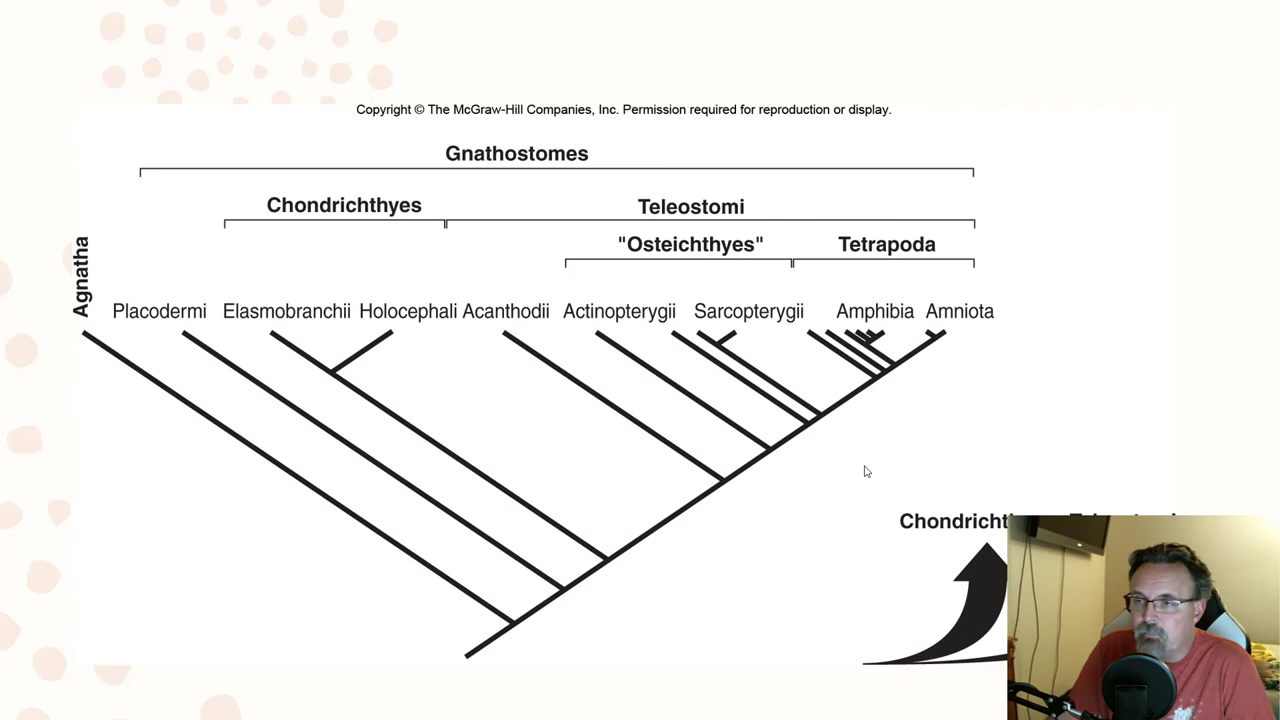 Copyright © The McGraw-Hill Companies, Inc. Permission required for reproduction or display.
Gnathostomes
Chondrichthyes Teleostomi
"Osteichthyes" Tetrapoda
Agnatha
Placodermi Elasmobranchii Holocephali Acanthodii Actinopterygii Sarcopterygii Amphibia Amniota
Chondricht